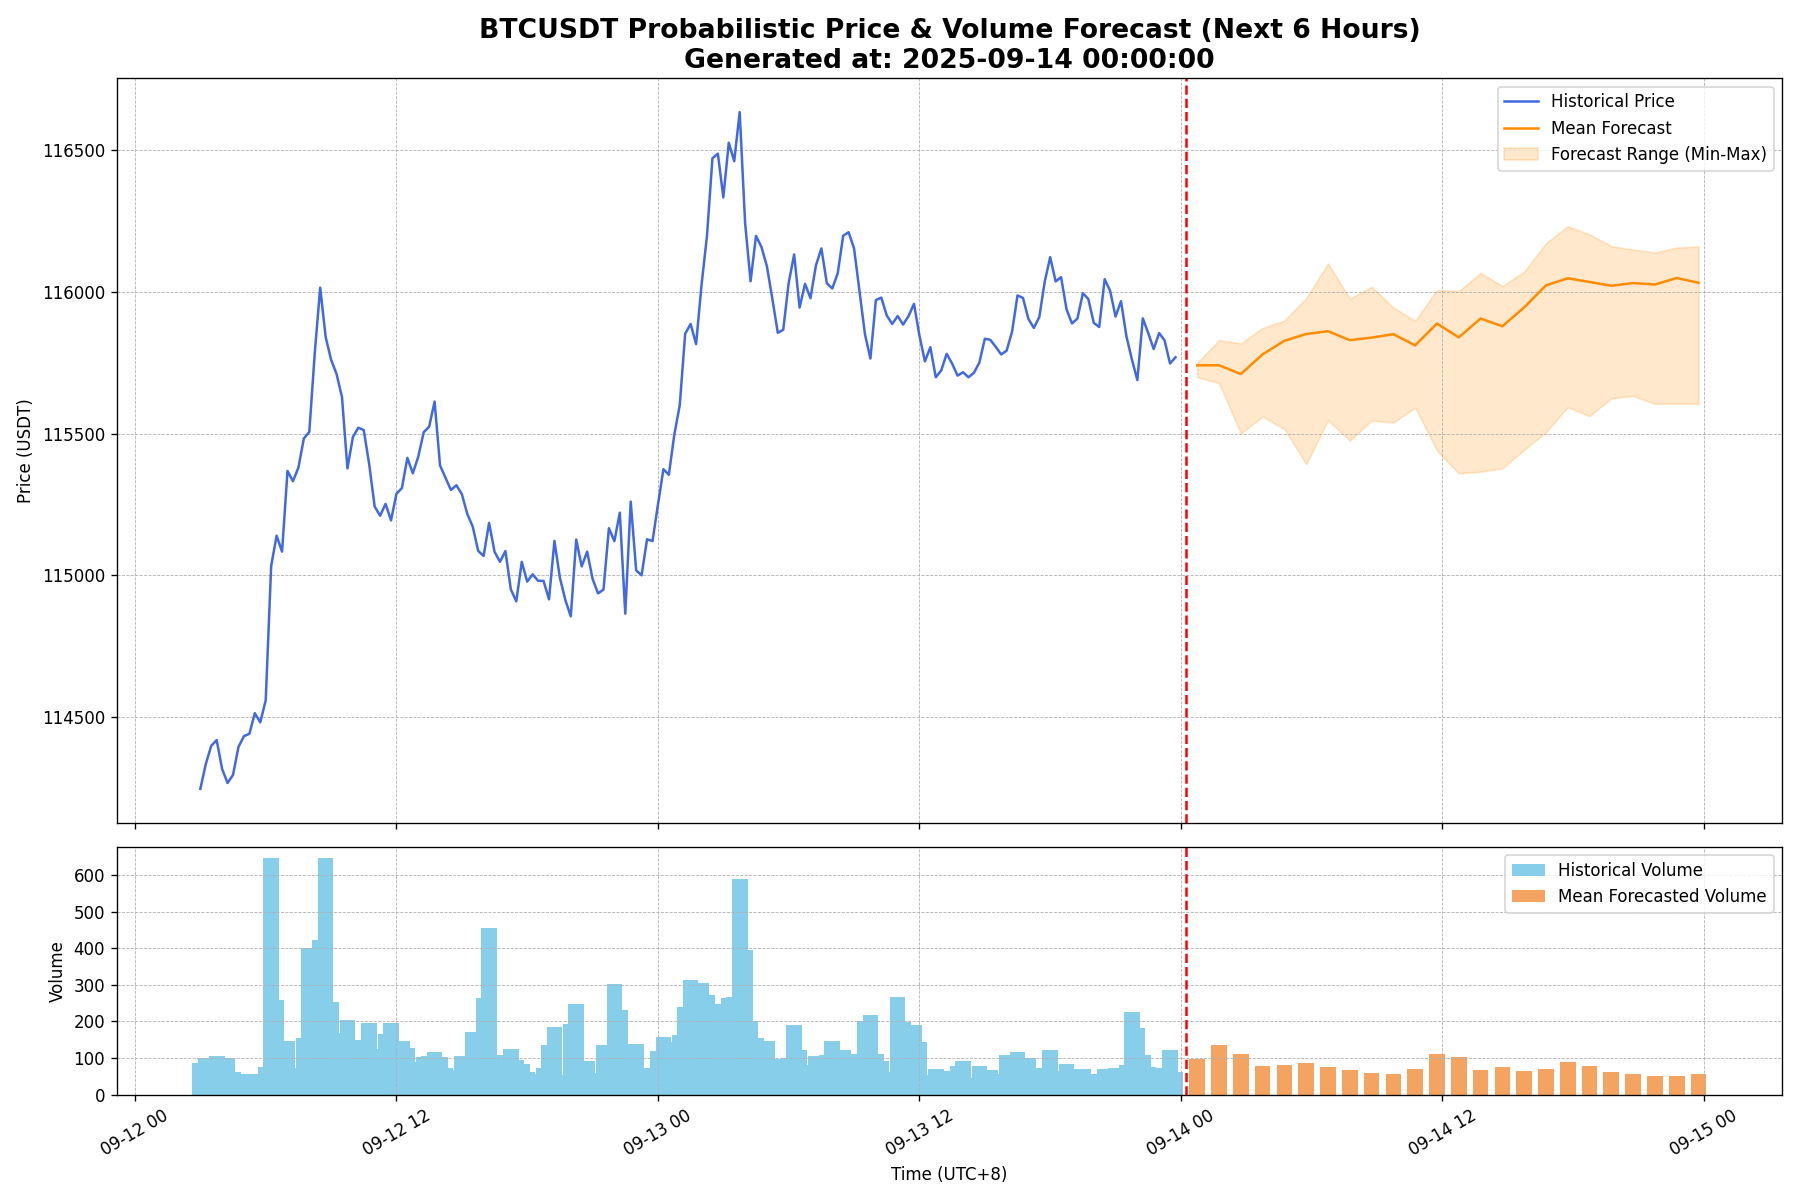 BTCUSDT Probabilistic Price & Volume Forecast (Next 6 Hours)
Generated at: 2025-09-14 00:00:00
Historical Price
Mean Forecast
Forecast Range (Min-Max)
116500
116000
115500
115000
114500
Price (USDT)
Historical Volume
Mean Forecasted Volume
600
500
400
300
200
100
0
Volume
09-12 00
09-12 12
09-13 00
09-13 12
09-14 00
09-14 12
09-15 00
Time (UTC+8)